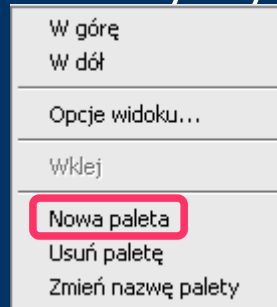 W górę
W dół
Opcje widoku...
Wklej
Nowa paleta
Usuń paletę
Zmień nazwę palety